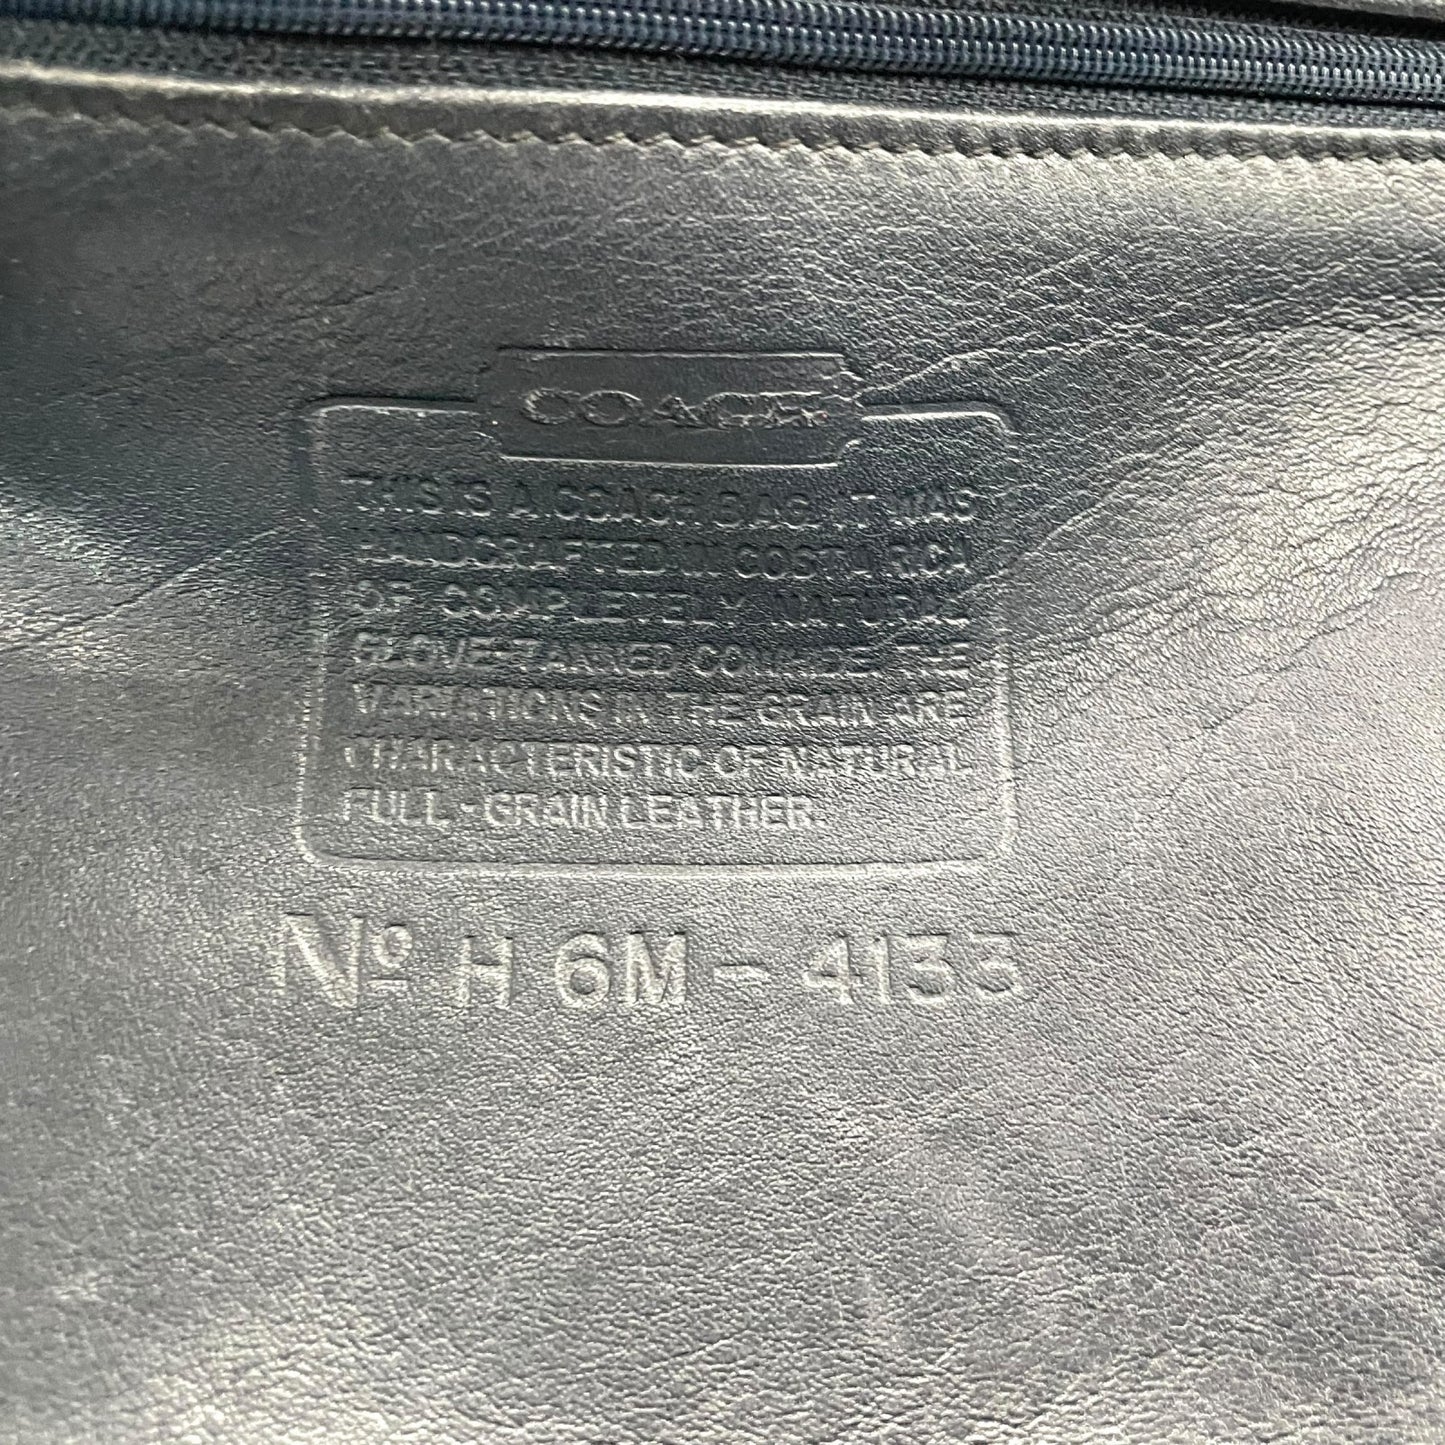 COACH
THIS IS A COACH BAG. IT WAS
HANDCRAFTED IN COSTA RICA
OF COMPLETELY NATURAL
GLOVE-TANNED COWHIDE. THE
VARIATIONS IN THE GRAIN ARE
CHARACTERISTIC OF NATURAL
FULL-GRAIN LEATHER.
No H6M-4133